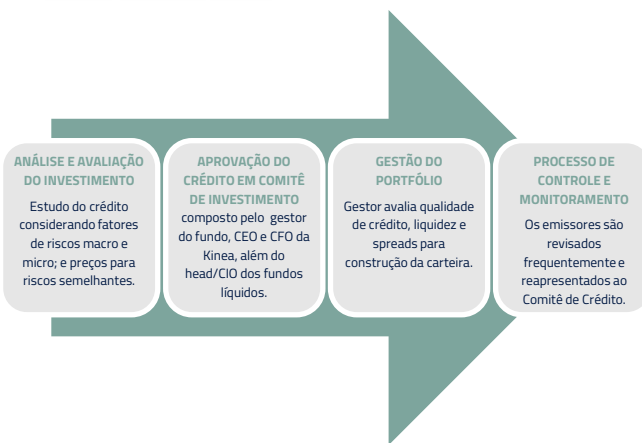 ANÁLISE E AVALIAÇÃO
DO INVESTIMENTO
Estudo do crédito
considerando fatores
de riscos macro e
micro; e preços para
riscos semelhantes.
APROVAÇÃO DO
CRÉDITO EM COMITÊ
DE INVESTIMENTO
composto pelo gestor
do fundo, CEO e CFO da
Kinea, além do
head/CIO dos fundos
líquidos.
GESTÃO DO
PORTFÓLIO
Gestor avalia qualidade
de crédito, liquidez e
spreads para
construção da carteira.
PROCESSO DE
CONTROLE E
MONITORAMENTO
Os emissores são
revisados
frequentemente e
reapresentados ao
Comitê de Crédito.